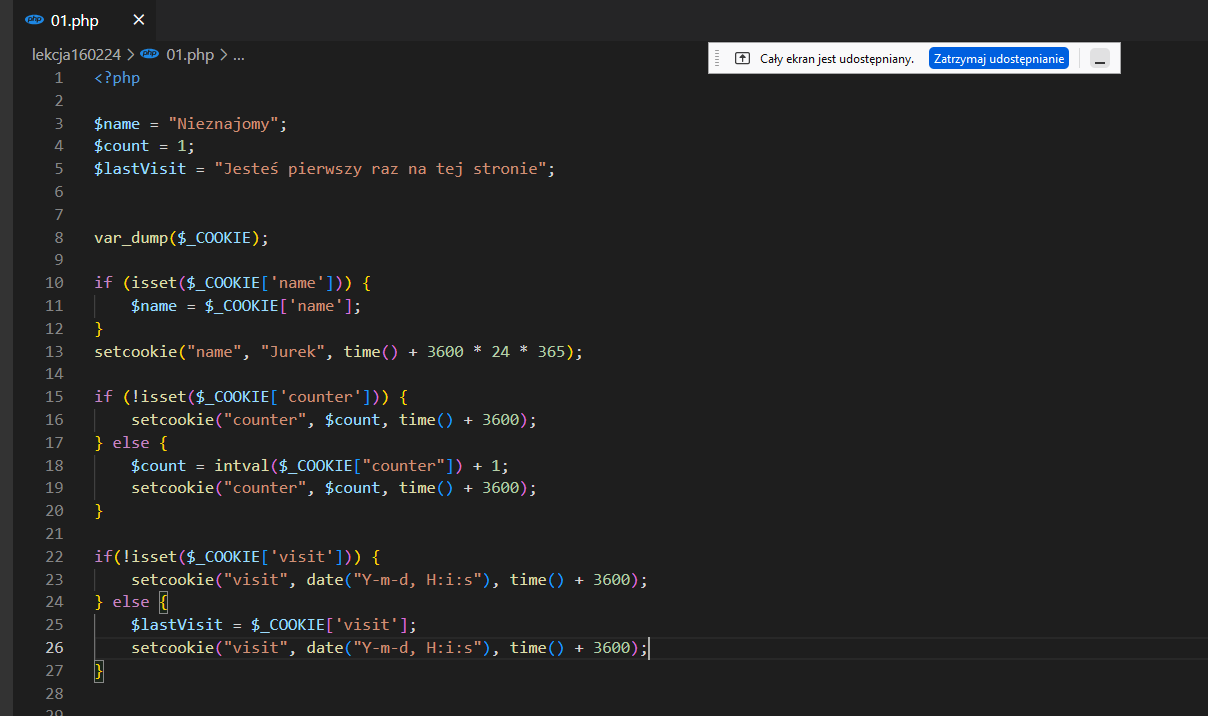 php 01.php
lekcja160224 > php 01.php > ...
Cały ekran jest udostępniany. Zatrzymaj udostępnianie
1 <?php
2
3 $name = "Nieznajomy";
4 $count = 1;
5 $lastVisit = "Jesteś pierwszy raz na tej stronie";
6
7
8 var_dump($_COOKIE);
9
10 if (isset($_COOKIE['name'])) {
11     $name = $_COOKIE['name'];
12 }
13 setcookie("name", "Jurek", time() + 3600 * 24 * 365);
14
15 if (!isset($_COOKIE['counter'])) {
16     setcookie("counter", $count, time() + 3600);
17 } else {
18     $count = intval($_COOKIE["counter"]) + 1;
19     setcookie("counter", $count, time() + 3600);
20 }
21
22 if(!isset($_COOKIE['visit'])) {
23     setcookie("visit", date("Y-m-d, H:i:s"), time() + 3600);
24 } else {
25     $lastVisit = $_COOKIE['visit'];
26     setcookie("visit", date("Y-m-d, H:i:s"), time() + 3600);
27 }
28
29